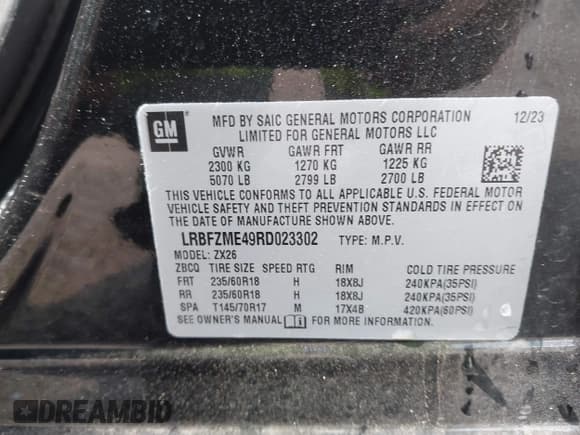 GM
MFD BY SAIC GENERAL MOTORS CORPORATION 12/23
LIMITED FOR GENERAL MOTORS LLC
GVWR GAWR FRT GAWR RR
2300 KG 1270 KG 1225 KG
5070 LB 2799 LB 2700 LB
THIS VEHICLE CONFORMS TO ALL APPLICABLE U.S. FEDERAL MOTOR
VEHICLE SAFETY AND THEFT PREVENTION STANDARDS IN EFFECT ON
THE DATE OF MANUFACTURE SHOWN ABOVE.
LRBFZME49RD023302 TYPE: M.P.V.
MODEL: ZX26
ZBCQ TIRE SIZE SPEED RTG RIM COLD TIRE PRESSURE
FRT 235/60R18 H 18X8J 240KPA(35PSI)
RR 235/60R18 H 18X8J 240KPA(35PSI)
SPA T145/70R17 M 17X4B 420KPA(60PSI)
SEE OWNER'S MANUAL FOR MORE INFORMATION.
DREAMBID